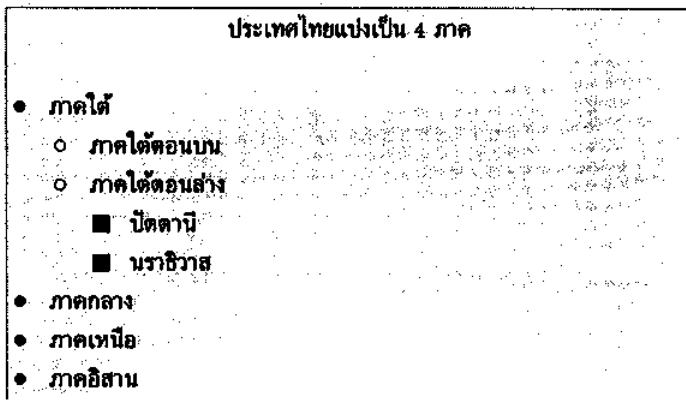 ประเทศไทยแบ่งเป็น 4 ภาค
● ภาคใต้
○ ภาคใต้ตอนบน
○ ภาคใต้ตอนล่าง
■ ปัตตานี
■ นราธิวาส
● ภาคกลาง
● ภาคเหนือ
● ภาคอิสาน